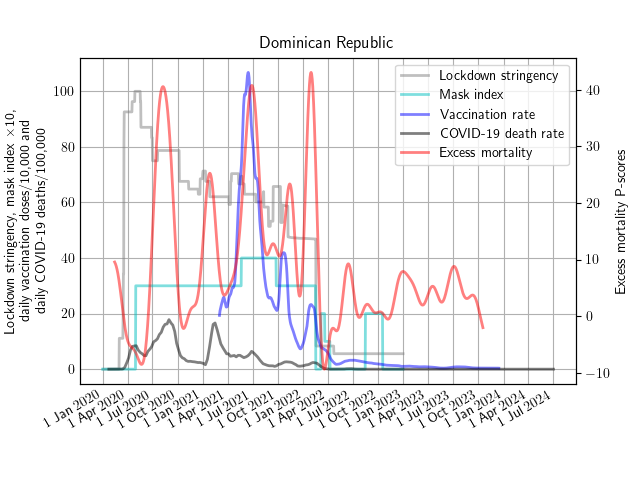 Dominican Republic
Lockdown stringency, mask index ×10,
daily vaccination doses/10,000 and
daily COVID-19 deaths/100,000
100
80
60
40
20
0
Lockdown stringency
Mask index
Vaccination rate
COVID-19 death rate
Excess mortality
40
30
20
10
0
−10
Excess mortality P-scores
1 Jan 2020
1 Apr 2020
1 Jul 2020
1 Oct 2020
1 Jan 2021
1 Apr 2021
1 Jul 2021
1 Oct 2021
1 Jan 2022
1 Apr 2022
1 Jul 2022
1 Oct 2022
1 Jan 2023
1 Apr 2023
1 Jul 2023
1 Oct 2023
1 Jan 2024
1 Apr 2024
1 Jul 2024